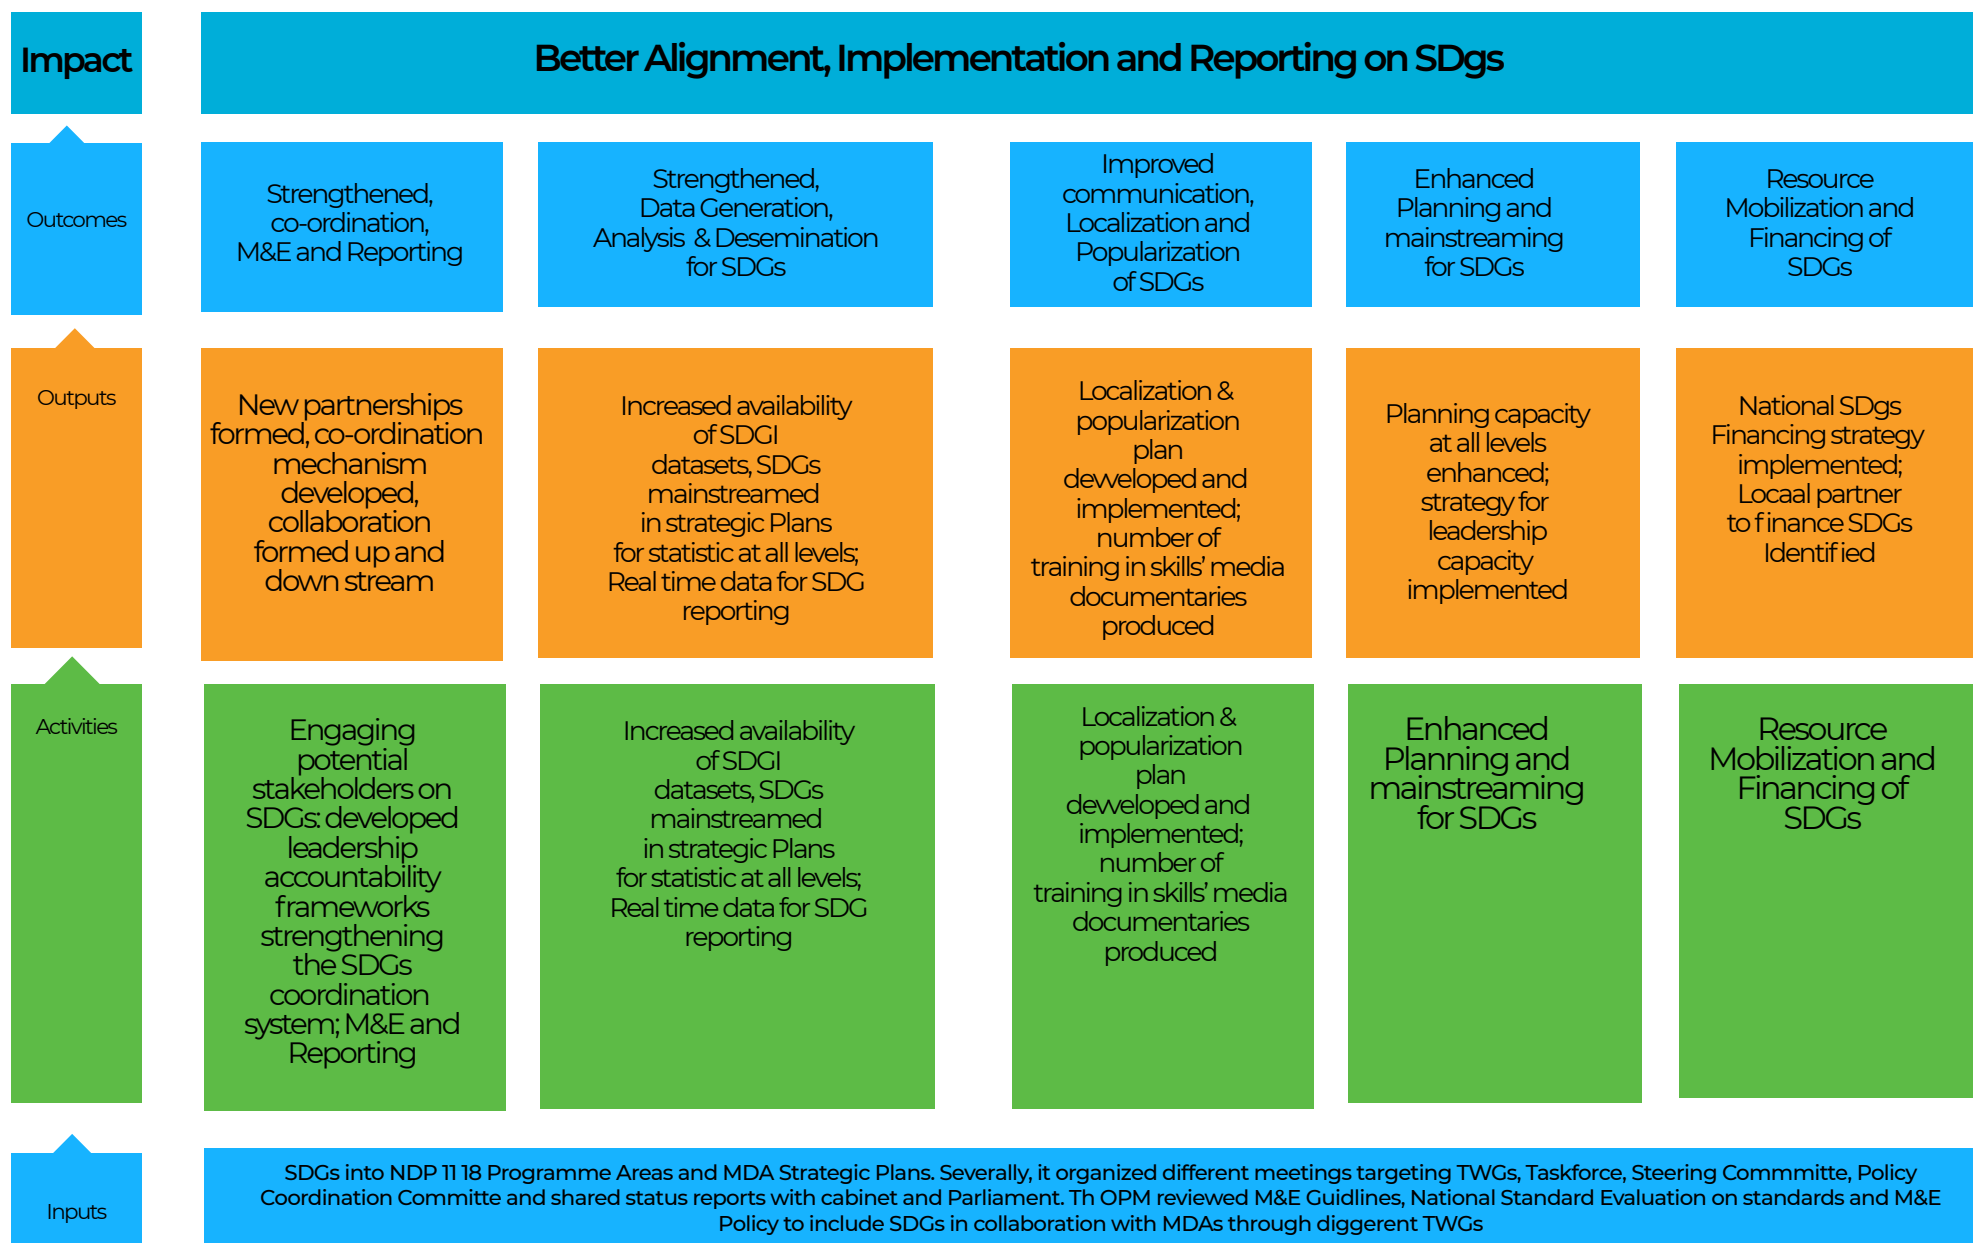 Impact
Better Alignment, Implementation and Reporting on SDgs
Outcomes
Strengthened,
co-ordination,
M&E and Reporting
Strengthened,
Data Generation,
Analysis & Desemination
for SDGs
Improved
communication,
Localization and
Popularization
of SDGs
Enhanced
Planning and
mainstreaming
for SDGs
Resource
Mobilization and
Financing of
SDGs
Outputs
New partnerships
formed, co-ordination
mechanism
developed,
collaboration
formed up and
down stream
Increased availability
of SDGI
datasets, SDGs
mainstreamed
in strategic Plans
for statistic at all levels;
Real time data for SDG
reporting
Localization &
popularization
plan
devveloped and
implemented;
number of
training in skills' media
documentaries
produced
Planning capacity
at all levels
enhanced;
strategy for
leadership
capacity
implemented
National SDgs
Financing strategy
implemented;
Locaal partner
to finance SDGs
Identified
Activities
Engaging
potential
stakeholders on
SDGs: developed
leadership
accountability
frameworks
strengthening
the SDGs
coordination
system; M&E and
Reporting
Increased availability
of SDGI
datasets, SDGs
mainstreamed
in strategic Plans
for statistic at all levels;
Real time data for SDG
reporting
Localization &
popularization
plan
devveloped and
implemented;
number of
training in skills' media
documentaries
produced
Enhanced
Planning and
mainstreaming
for SDGs
Resource
Mobilization and
Financing of
SDGs
Inputs
SDGs into NDP 11 18 Programme Areas and MDA Strategic Plans. Severally, it organized different meetings targeting TWGs, Taskforce, Steering Commmitte, Policy
Coordination Committe and shared status reports with cabinet and Parliament. Th OPM reviewed M&E Guidlines, National Standard Evaluation on standards and M&E
Policy to include SDGs in collaboration with MDAs through diggerent TWGs